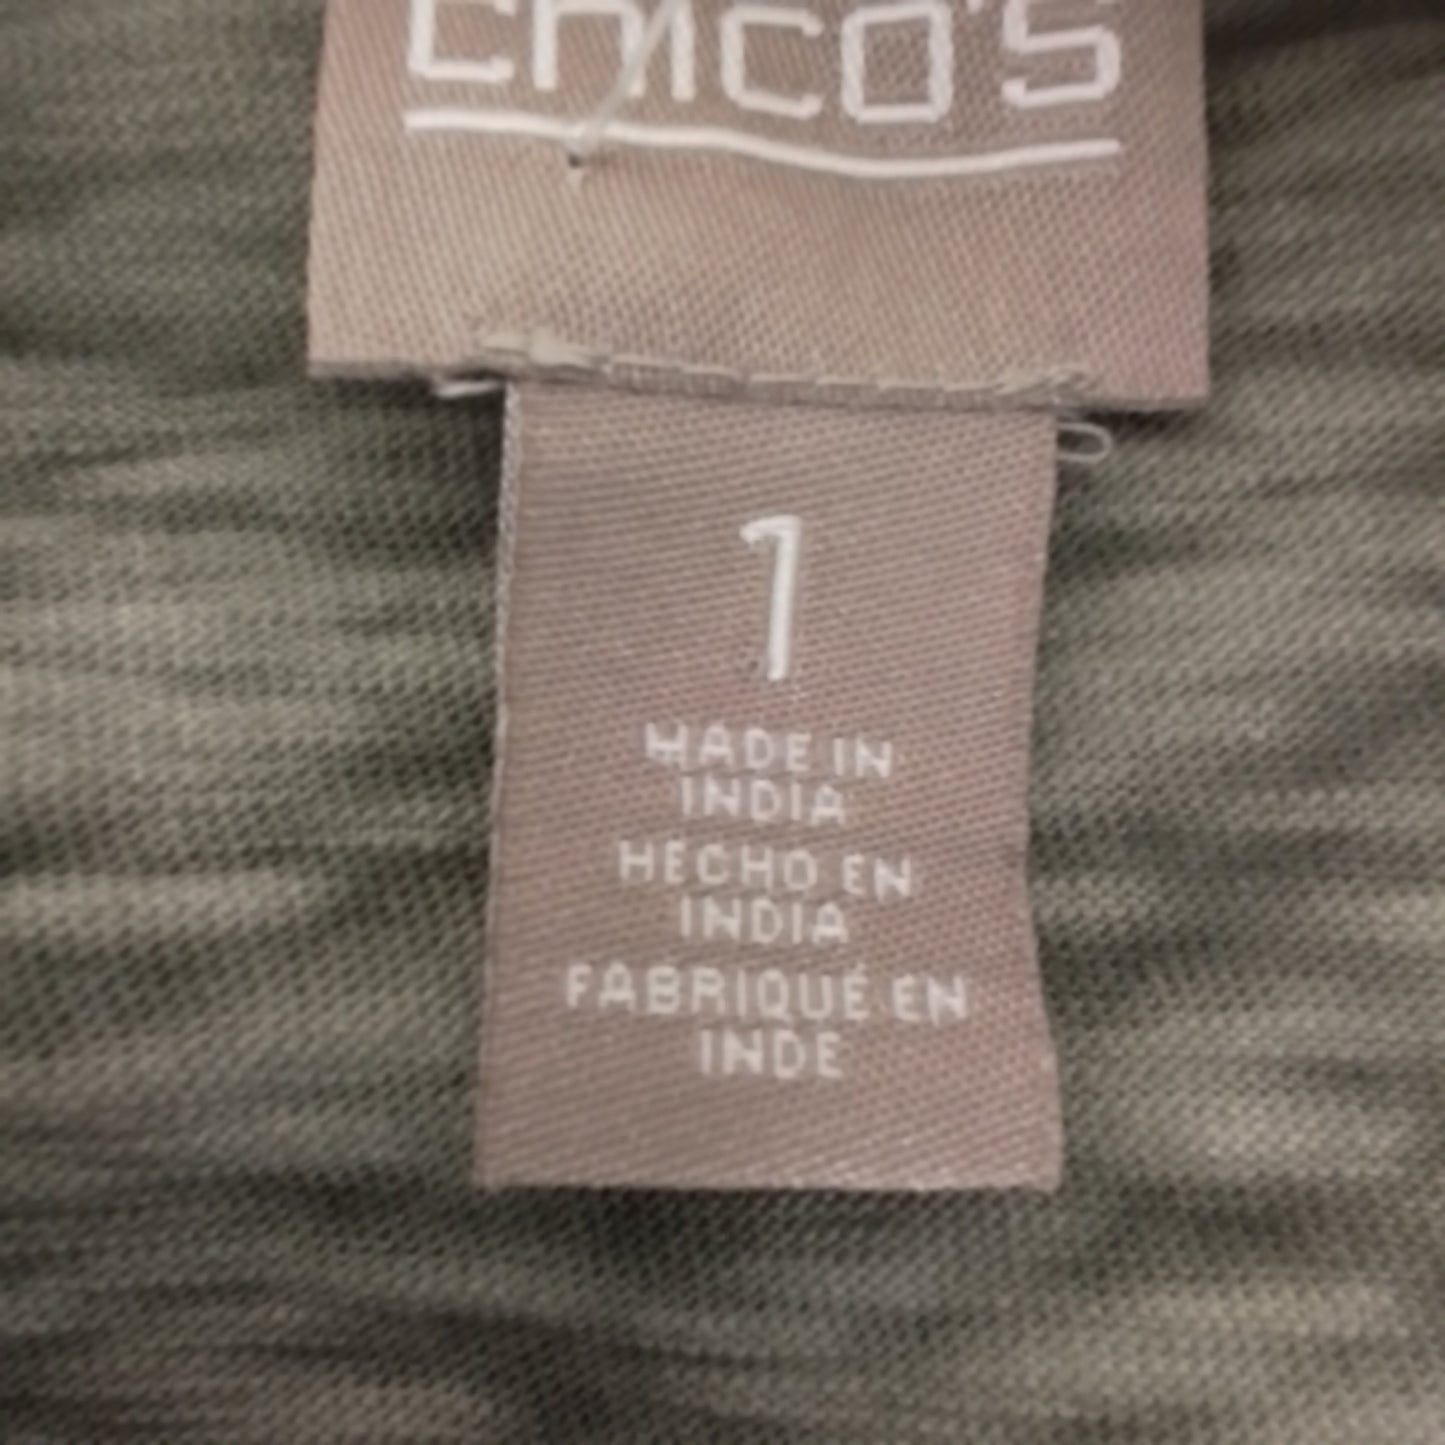 chico's
1
MADE IN
INDIA
HECHO EN
INDIA
FABRIQUÉ EN
INDE